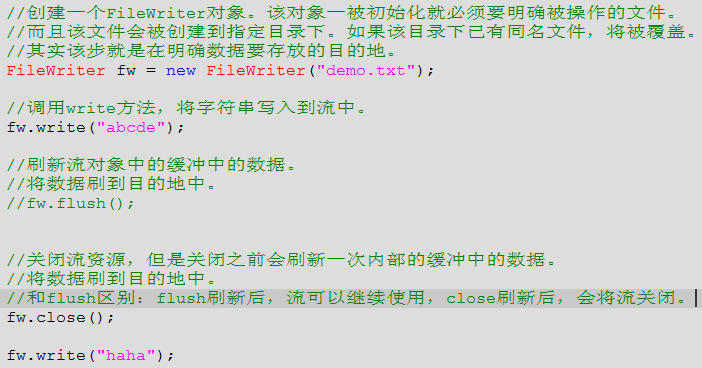 //创建一个FileWriter对象。该对象一被初始化就必须要明确被操作的文件。
//而且该文件会被创建到指定目录下。如果该目录下已有同名文件，将被覆盖。
//其实该步就是在明确数据要存放的目的地。
FileWriter fw = new FileWriter("demo.txt");
//调用write方法，将字符串写入到流中。
fw.write("abcde");
//刷新流对象中的缓冲中的数据。
//将数据刷到目的地中。
//fw.flush();
//关闭流资源，但是关闭之前会刷新一次内部的缓冲中的数据。
//将数据刷到目的地中。
//和flush区别：flush刷新后，流可以继续使用，close刷新后，会将流关闭。
fw.close();
fw.write("haha");